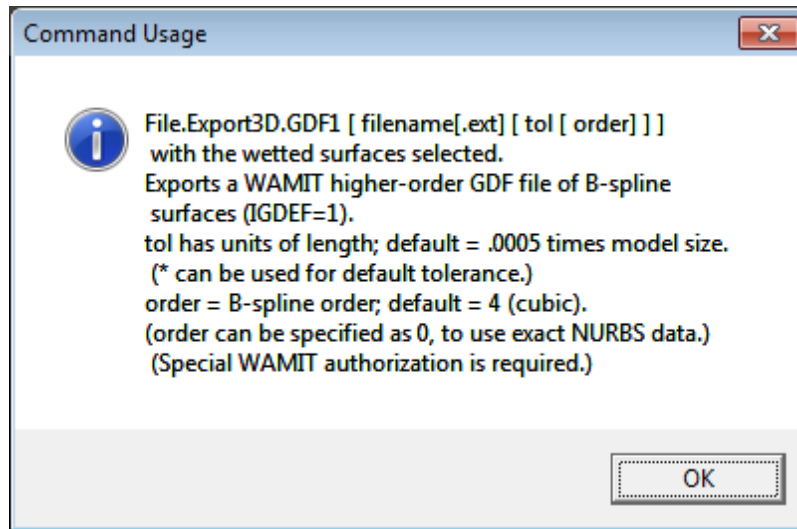 Command Usage
File.Export3D.GDF1 [ filename[.ext] [ tol [ order] ] ]
with the wetted surfaces selected.
Exports a WAMIT higher-order GDF file of B-spline
surfaces (IGDEF=1).
tol has units of length; default = .0005 times model size.
(* can be used for default tolerance.)
order = B-spline order; default = 4 (cubic).
(order can be specified as 0, to use exact NURBS data.)
(Special WAMIT authorization is required.)
OK